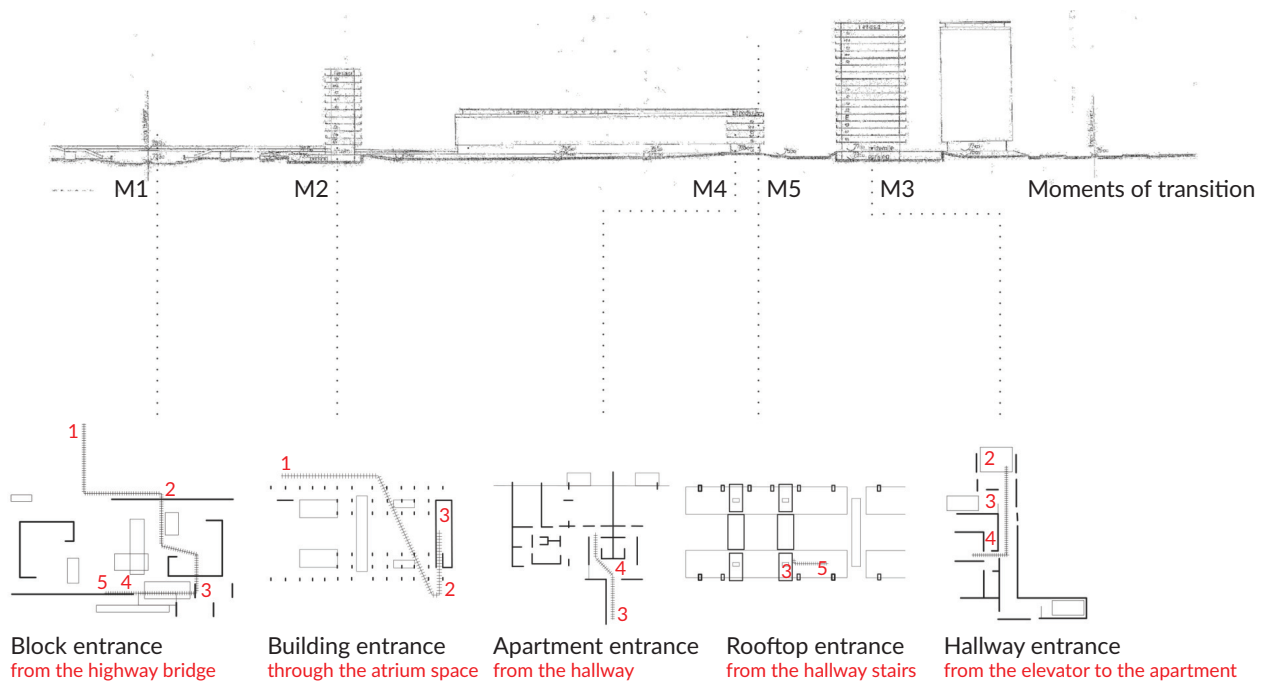 M1
M2
M4
M5
M3
Moments of transition
1
2
5
4
3
Block entrance
from the highway bridge
1
3
2
Building entrance
through the atrium space
4
3
Apartment entrance
from the hallway
3
5
Rooftop entrance
from the hallway stairs
2
3
4
Hallway entrance
from the elevator to the apartment